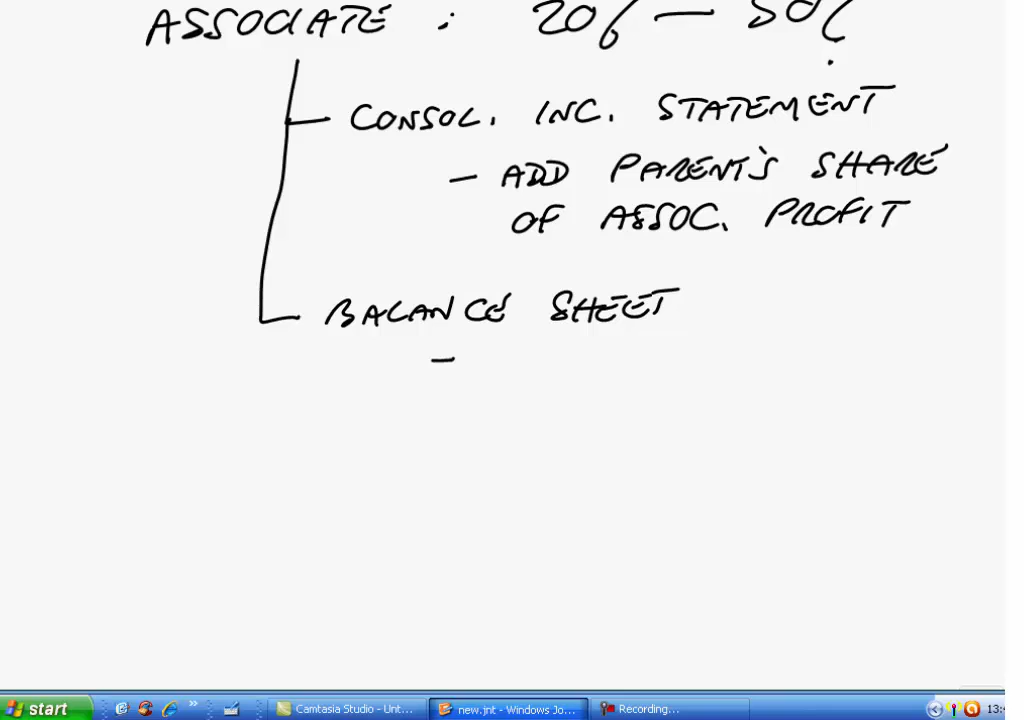 ASSOCIATE : 20% — 50%
— CONSOL. INC. STATEMENT
— ADD PARENT'S SHARE
OF ASSOC. PROFIT
— BALANCE SHEET
—
start
Camtasia Studio - Unt...
new.jnt - Windows Jo...
Recording...